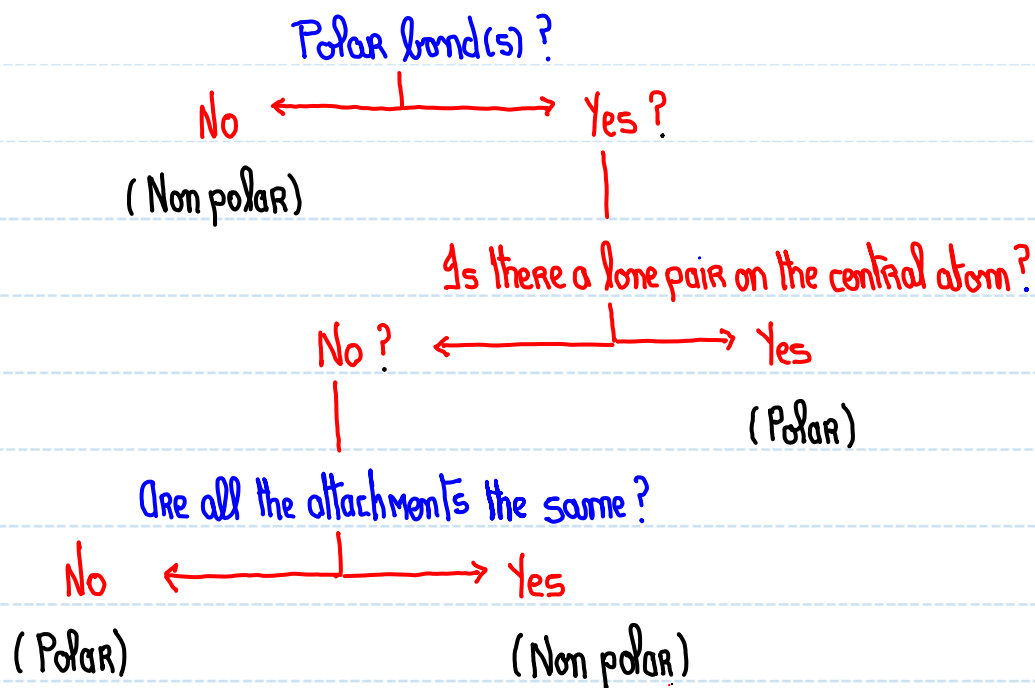 Polar bond(s) ?
No Yes ?
(Non polar)
Is there a lone pair on the central atom ?
No ? Yes
(Polar)
Are all the attachments the same ?
No Yes
(Polar) (Non polar)